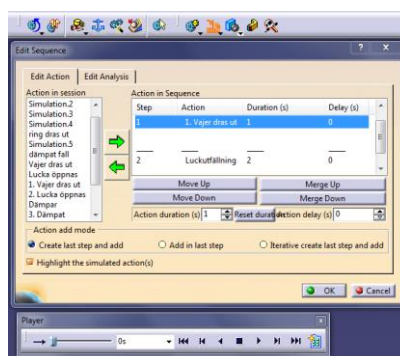 Edit Sequence
Edit Action Edit Analysis
Action in session
Simulation.2
Simulation.3
Simulation.4
ring dras ut
Simulation.5
dämpat fall
Vajer dras ut
Lucka öppnas
1. Vajer dras ut
2. Lucka öppnas
Dämpar
3. Dämpat
Action in Sequence
Step Action Duration (s) Delay (s)
1 1. Vajer dras ut 1 0
2 Luckutfällning 2 0
Move Up Merge Up
Move Down Merge Down
Action duration (s) 1 Reset duration Action delay (s) 0
Action add mode
Create last step and add Add in last step Iterative create last step and add
Highlight the simulated action(s)
OK Cancel
Player
0s